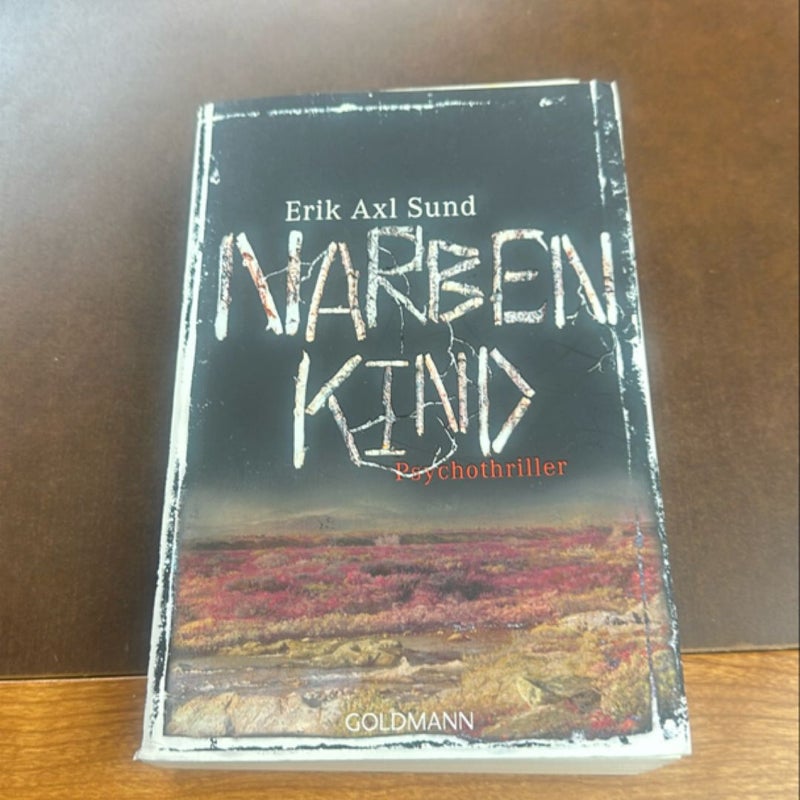 Erik Axl Sund
NARBEN
KIND
Psychothriller
GOLDMANN